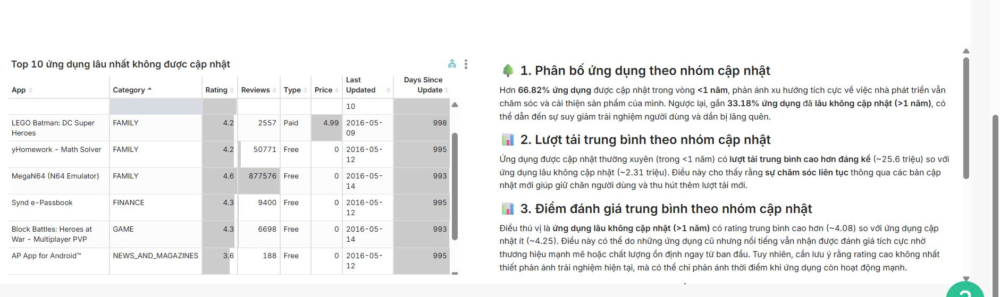 Top 10 ứng dụng lâu nhất không được cập nhật
App Category Rating Reviews Type Price Last Updated Days Since Update
10
LEGO Batman: DC Super Heroes FAMILY 4.2 2557 Paid 4.99 2016-05-09 998
yHomework - Math Solver FAMILY 4.2 50771 Free 0 2016-05-12 995
MegaN64 (N64 Emulator) FAMILY 4.6 877576 Free 0 2016-05-14 993
Synd e-Passbook FINANCE 4.3 9400 Free 0 2016-05-12 995
Block Battles: Heroes at War - Multiplayer PVP GAME 4.3 6698 Free 0 2016-05-14 993
AP App for Android™ NEWS_AND_MAGAZINES 3.6 188 Free 0 2016-05-12 995
1. Phân bố ứng dụng theo nhóm cập nhật
Hơn 66.82% ứng dụng được cập nhật trong vòng <1 năm, phản ánh xu hướng tích cực về việc nhà phát triển vẫn
chăm sóc và cải thiện sản phẩm của mình. Ngược lại, gần 33.18% ứng dụng đã lâu không cập nhật (>1 năm), có
thể dẫn đến sự suy giảm trải nghiệm người dùng và dần bị lãng quên.
2. Lượt tải trung bình theo nhóm cập nhật
Ứng dụng được cập nhật thường xuyên (trong <1 năm) có lượt tải trung bình cao hơn đáng kể (~25.6 triệu) so với
ứng dụng lâu không cập nhật (~2.31 triệu). Điều này cho thấy rằng sự chăm sóc liên tục thông qua các bản cập
nhật mới giúp giữ chân người dùng và thu hút thêm lượt tải mới.
3. Điểm đánh giá trung bình theo nhóm cập nhật
Điều thú vị là ứng dụng lâu không cập nhật (>1 năm) có rating trung bình cao hơn (~4.08) so với ứng dụng cập
nhật ít (~4.25). Điều này có thể do những ứng dụng cũ nhưng nổi tiếng vẫn nhận được đánh giá tích cực nhờ
thương hiệu mạnh mẽ hoặc chất lượng ổn định ngay từ ban đầu. Tuy nhiên, cần lưu ý rằng rating cao không nhất
thiết phản ánh trải nghiệm hiện tại, mà có thể chỉ phản ánh thời điểm khi ứng dụng còn hoạt động mạnh.